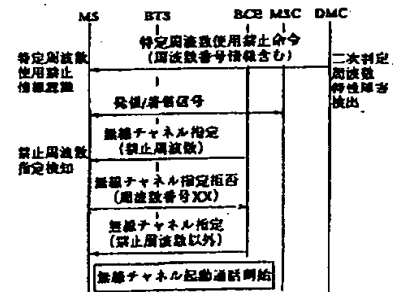 MS BTS BCE MSC DMC
特定周波数使用禁止命令
(周波数番号情報含む)
特定周波数
使用禁止
情報認識
二次判定
周波数
特性障害
検出
発信/着信信号
無線チャネル指定
(禁止周波数)
禁止周波数
指定検知
無線チャネル指定拒否
(周波数番号XX)
無線チャネル指定
(禁止周波数以外)
無線チャネル起動通話開始